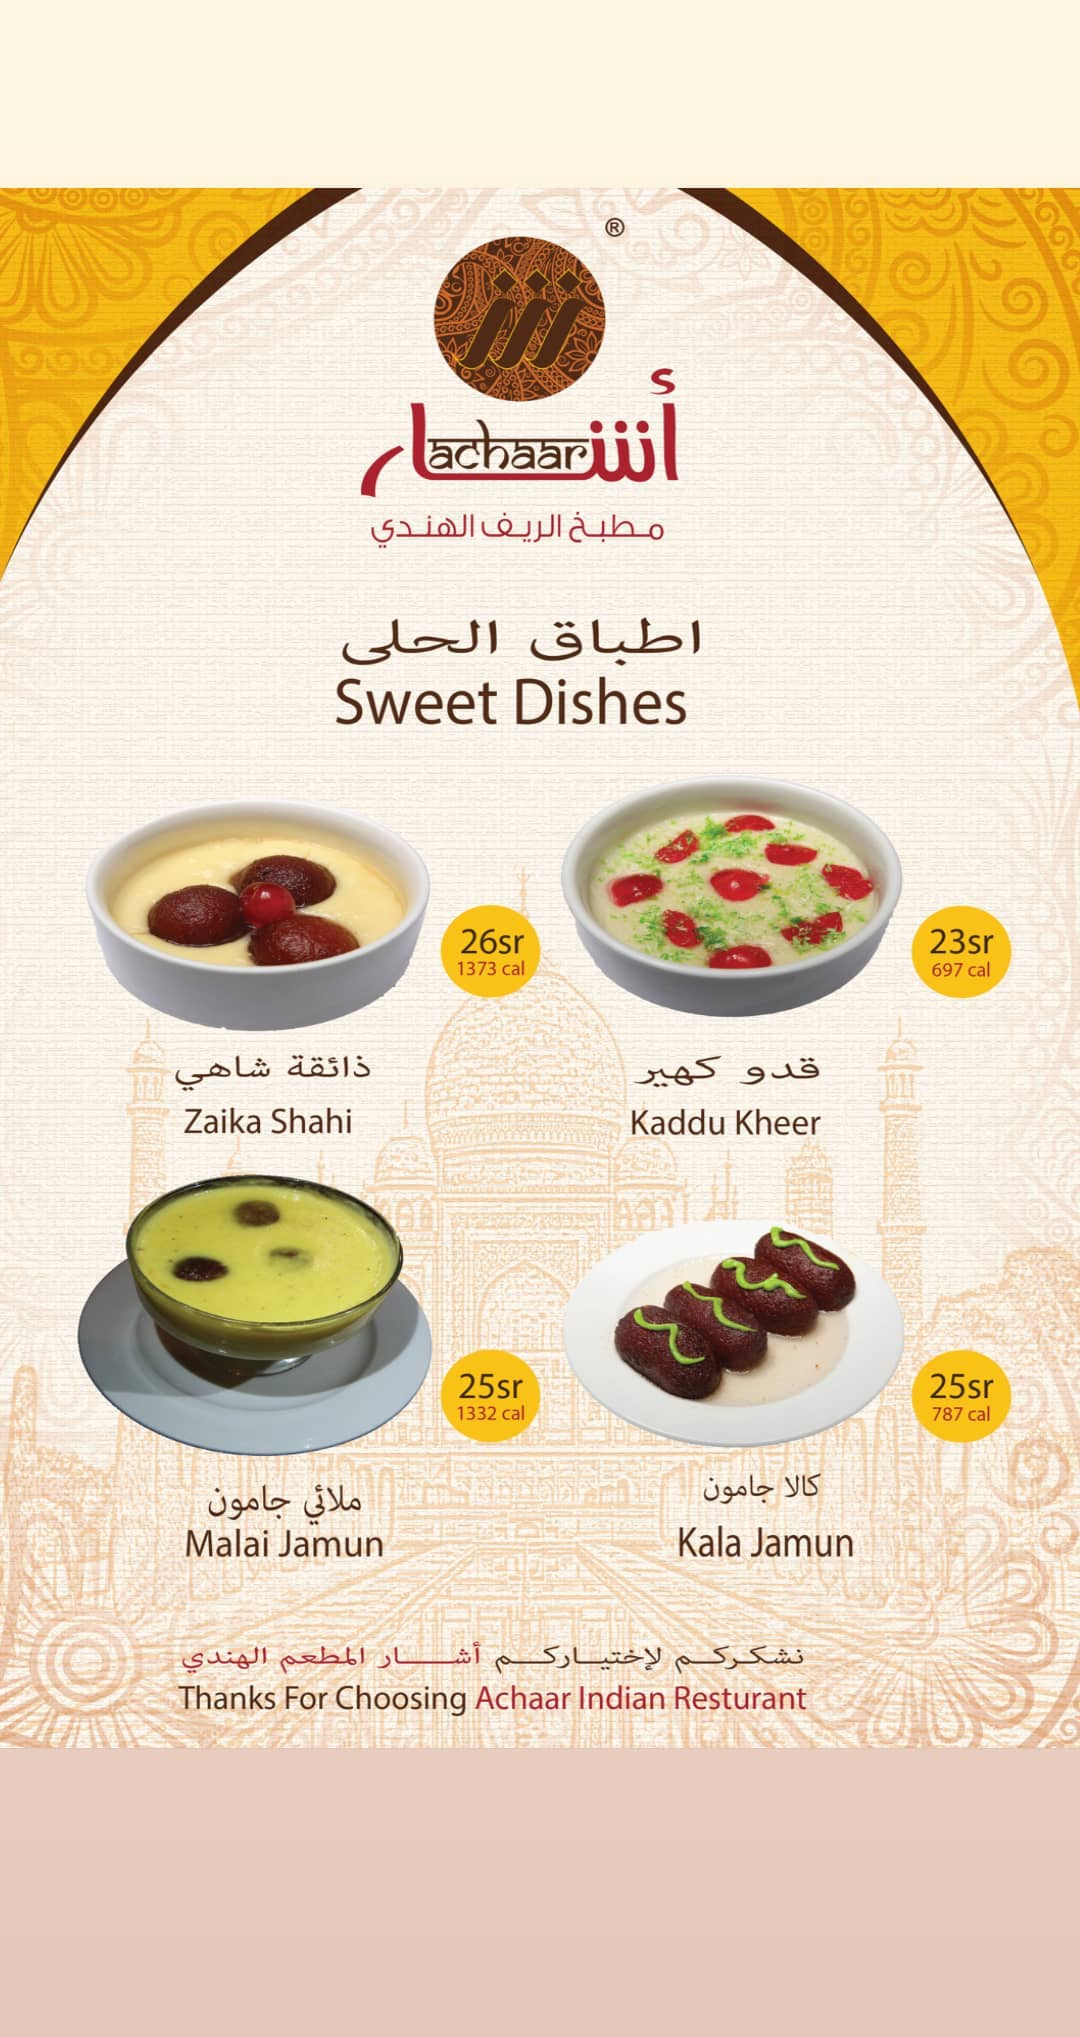 ®
أشار
achaar
مطبخ الريف الهندي
اطباق الحلى
Sweet Dishes
26sr
1373 cal
23sr
697 cal
ذائقة شاهي
Zaika Shahi
قدو كهير
Kaddu Kheer
25sr
1332 cal
25sr
787 cal
ملائي جامون
Malai Jamun
كالا جامون
Kala Jamun
نشكركم لإختياركم أشار المطعم الهندي
Thanks For Choosing Achaar Indian Resturant